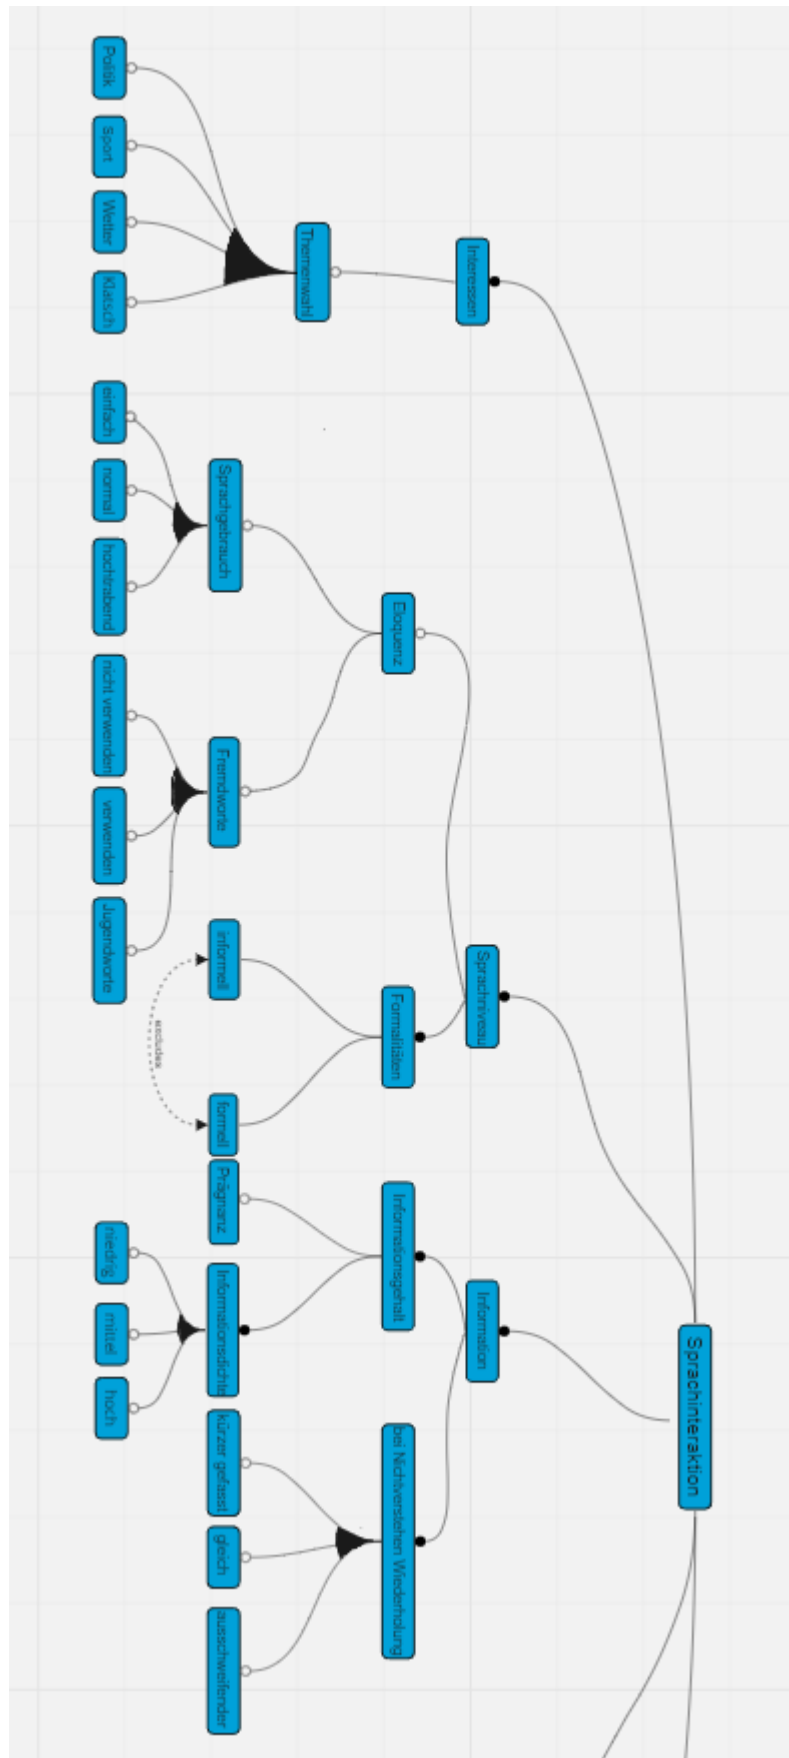 Sprachinteraktion
Interessen
Themenwahl
Politik
Sport
Wetter
Klatsch
Sprachniveau
Eloquenz
Sprachgebrauch
einfach
normal
hochtrabend
Fremdworte
nicht verwenden
verwenden
Jugendworte
Formalitäten
informell
excludes
formell
Information
Informationsgehalt
Prägnanz
Informationsdichte
niedrig
mittel
hoch
bei Nichtverstehen Wiederholung
kürzer gefasst
gleich
ausschweifender